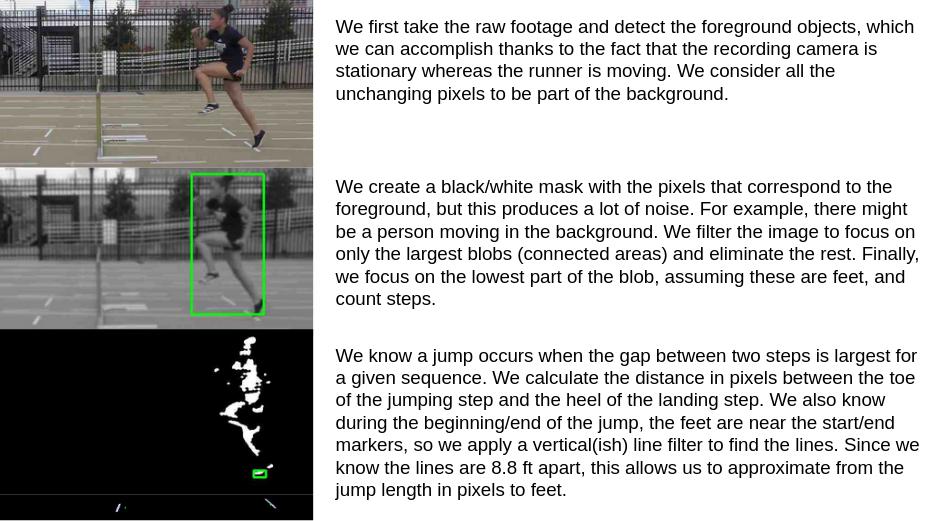 We first take the raw footage and detect the foreground objects, which
we can accomplish thanks to the fact that the recording camera is
stationary whereas the runner is moving. We consider all the
unchanging pixels to be part of the background.
We create a black/white mask with the pixels that correspond to the
foreground, but this produces a lot of noise. For example, there might
be a person moving in the background. We filter the image to focus on
only the largest blobs (connected areas) and eliminate the rest. Finally,
we focus on the lowest part of the blob, assuming these are feet, and
count steps.
We know a jump occurs when the gap between two steps is largest for
a given sequence. We calculate the distance in pixels between the toe
of the jumping step and the heel of the landing step. We also know
during the beginning/end of the jump, the feet are near the start/end
markers, so we apply a vertical(ish) line filter to find the lines. Since we
know the lines are 8.8 ft apart, this allows us to approximate from the
jump length in pixels to feet.